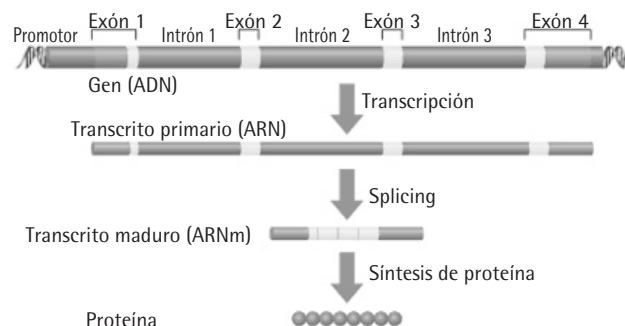 Exón 1 Exón 2 Exón 3 Exón 4
Promotor Intrón 1 Intrón 2 Intrón 3
Gen (ADN)
Transcripción
Transcrito primario (ARN)
Splicing
Transcrito maduro (ARNm)
Síntesis de proteína
Proteína